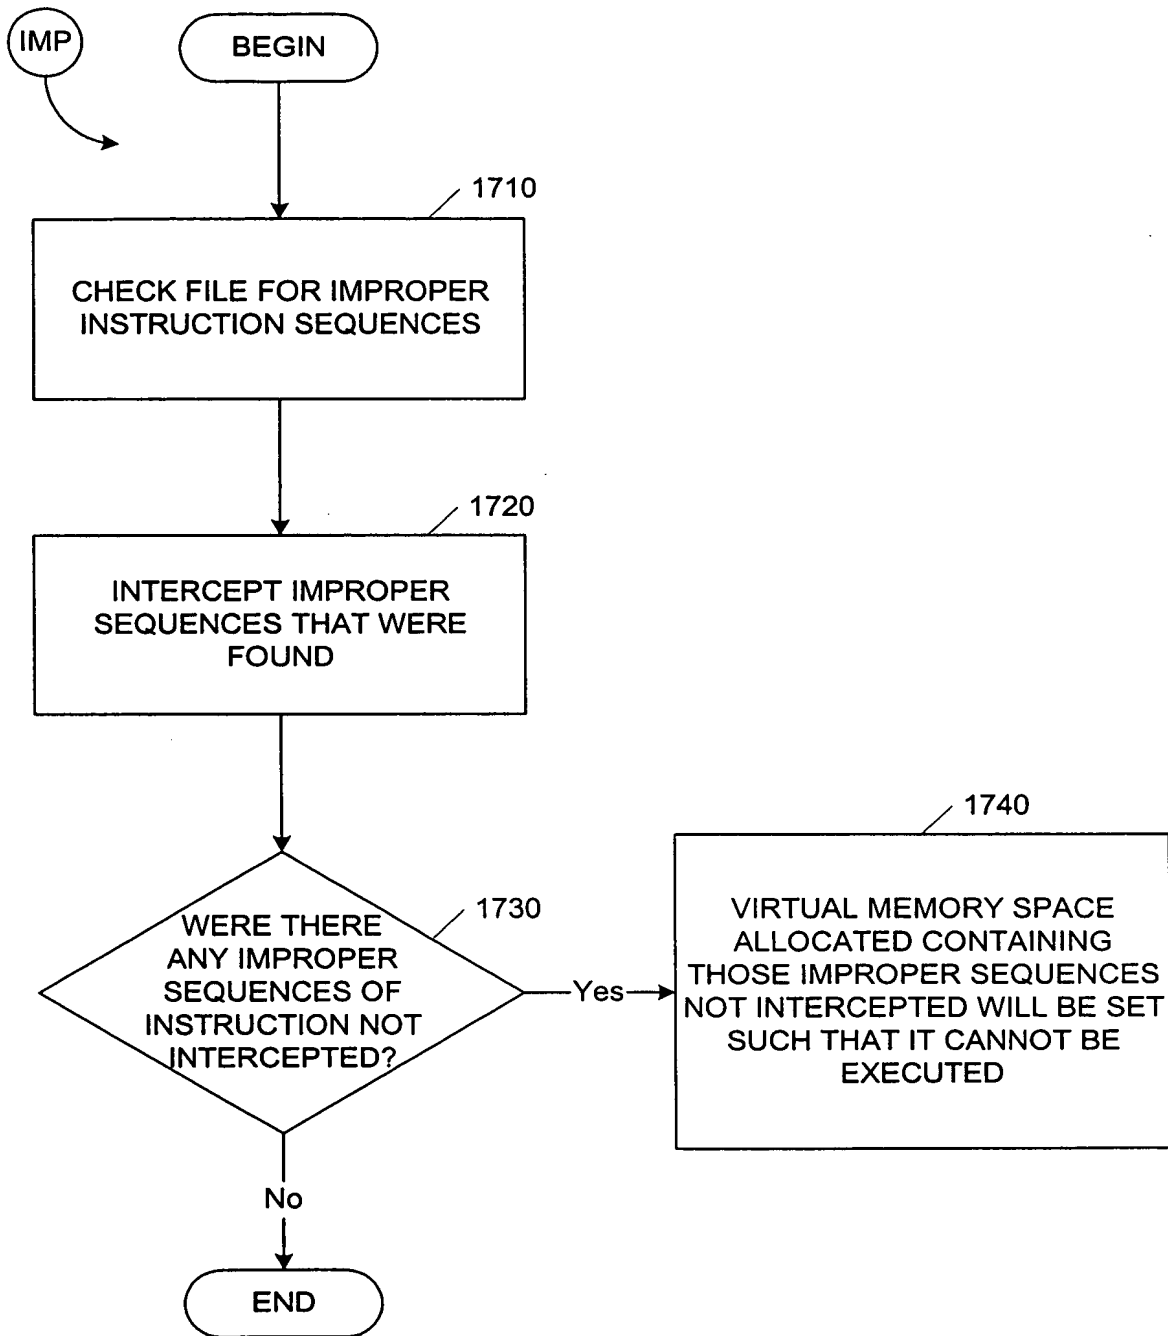 IMP
BEGIN
1710
CHECK FILE FOR IMPROPER
INSTRUCTION SEQUENCES
1720
INTERCEPT IMPROPER
SEQUENCES THAT WERE
FOUND
1730
WERE THERE
ANY IMPROPER
SEQUENCES OF
INSTRUCTION NOT
INTERCEPTED?
Yes
1740
VIRTUAL MEMORY SPACE
ALLOCATED CONTAINING
THOSE IMPROPER SEQUENCES
NOT INTERCEPTED WILL BE SET
SUCH THAT IT CANNOT BE
EXECUTED
No
END